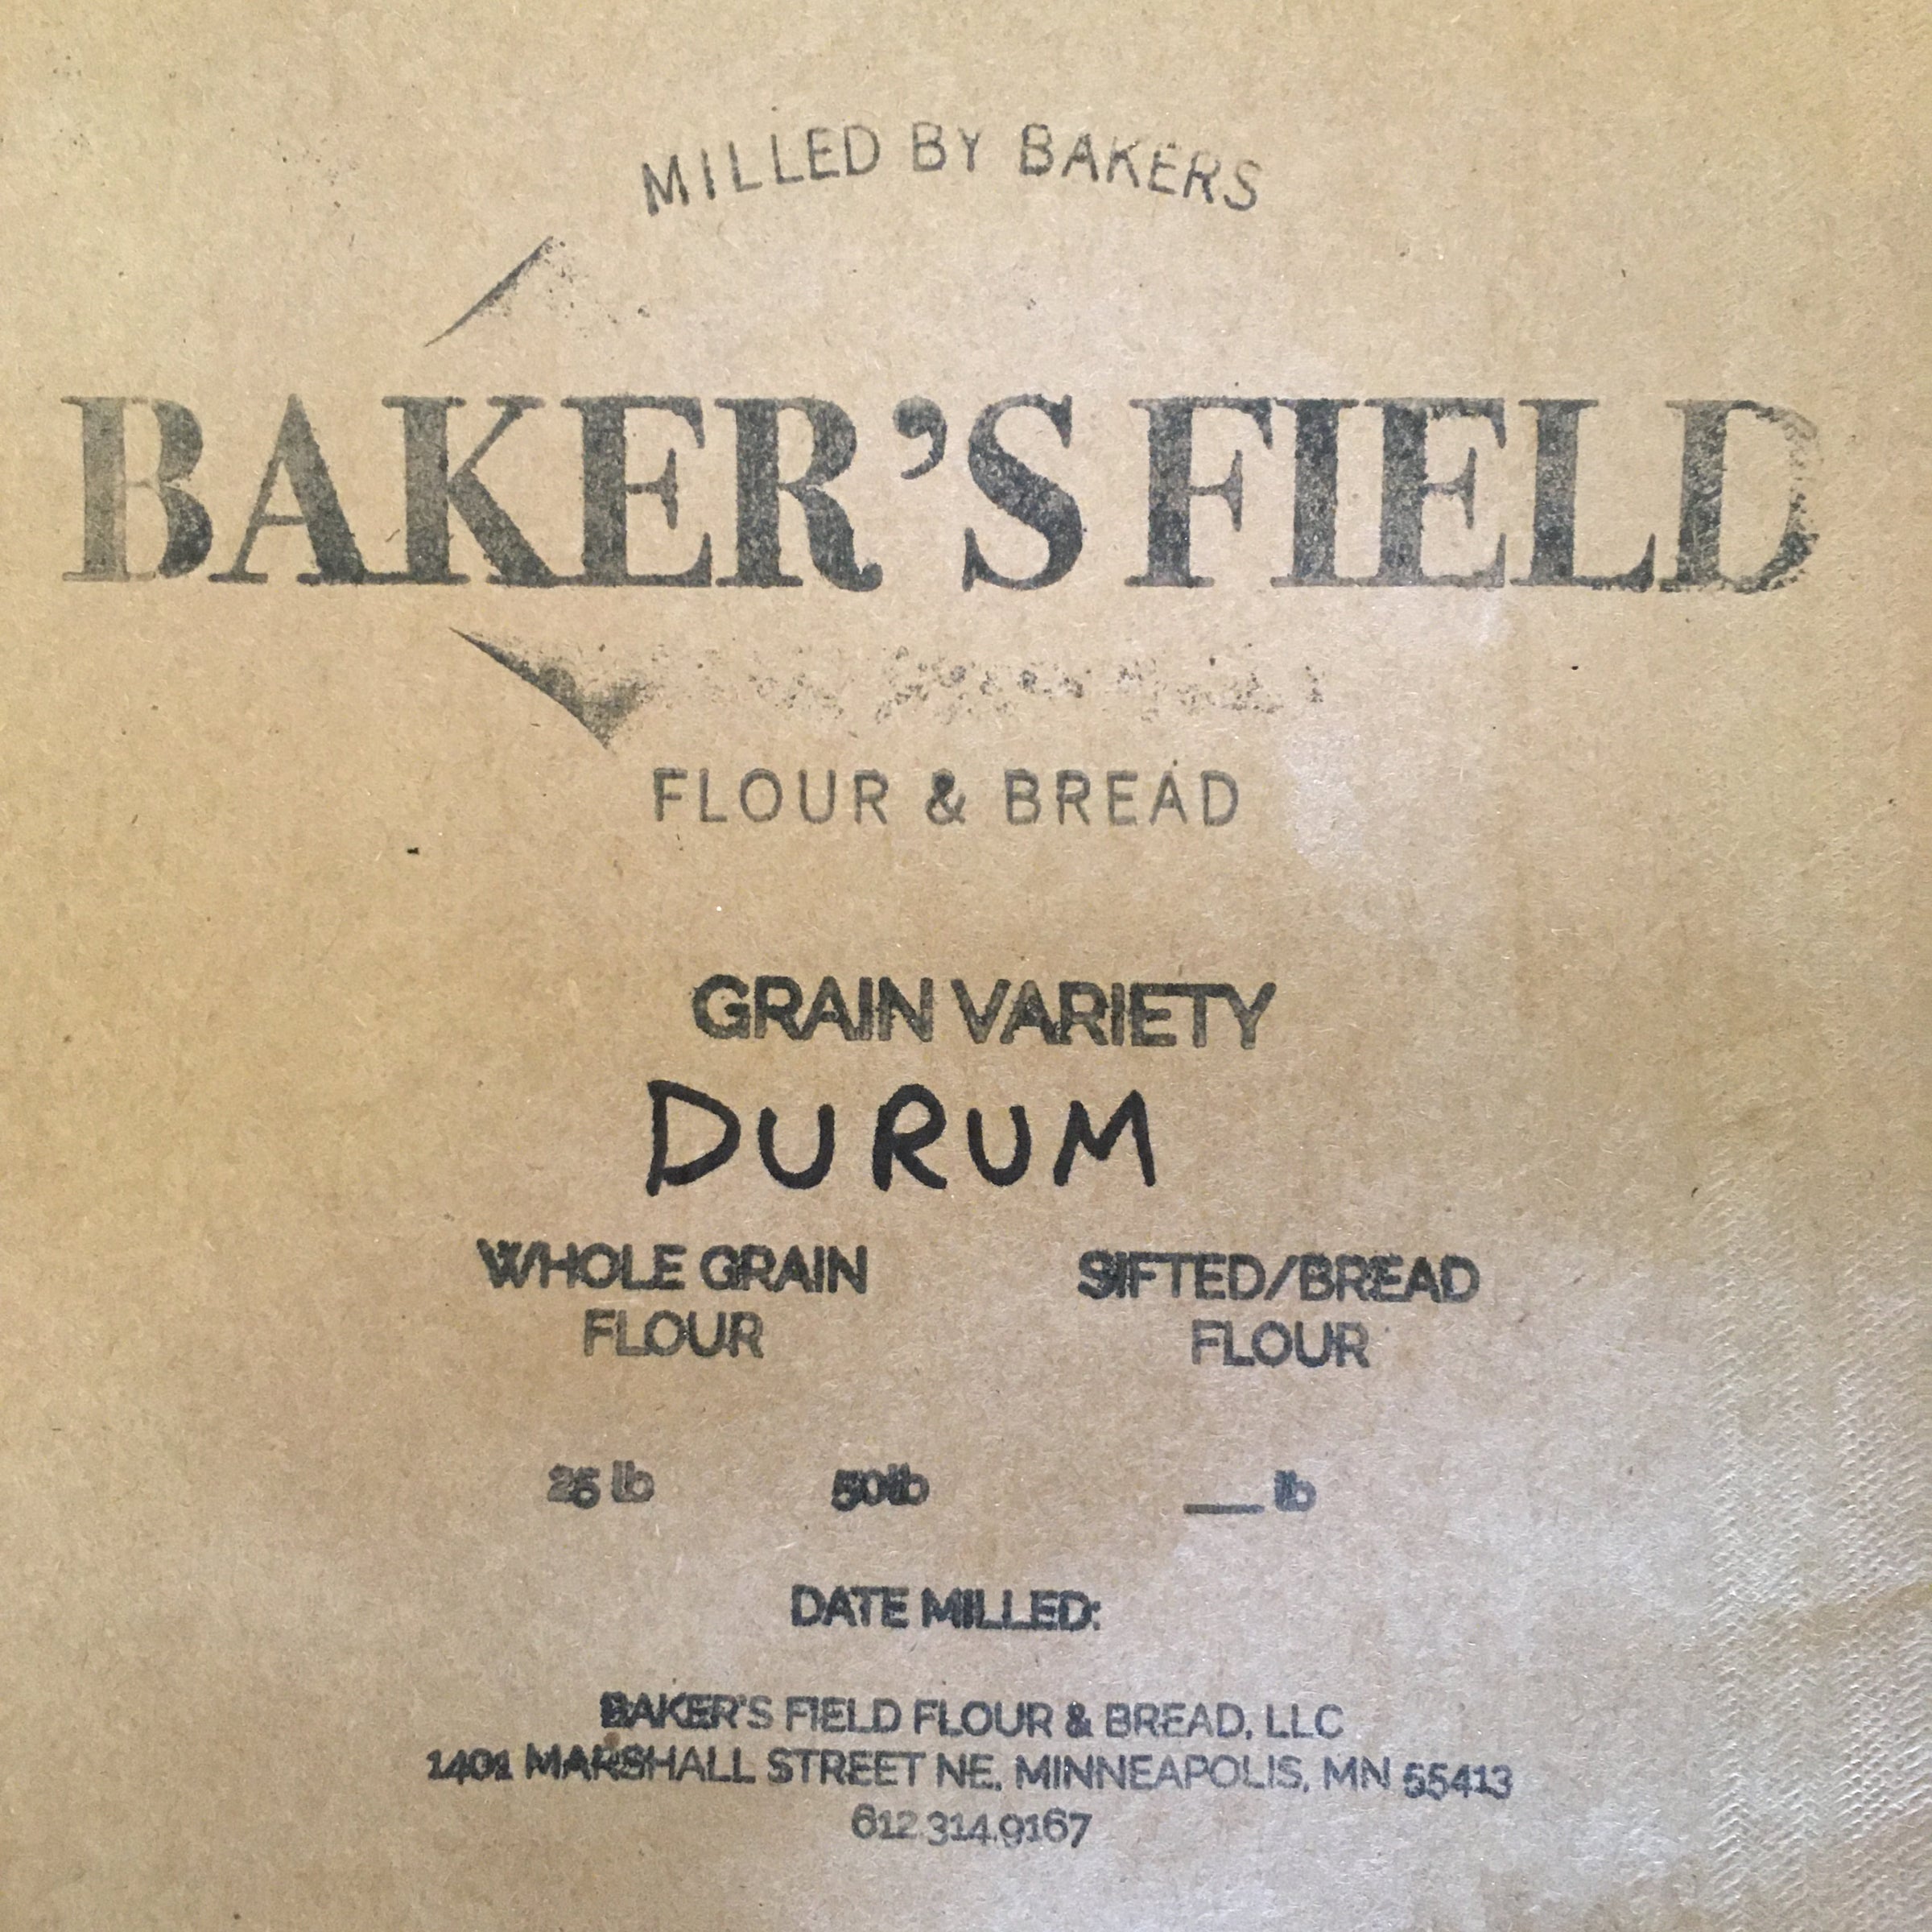 MILLED BY BAKERS
BAKER'S FIELD
FLOUR & BREAD
GRAIN VARIETY
DURUM
WHOLE GRAIN SIFTED/BREAD
FLOUR FLOUR
25 lb 50lb ___ lb
DATE MILLED:
BAKER'S FIELD FLOUR & BREAD, LLC
1401 MARSHALL STREET NE, MINNEAPOLIS, MN 55413
612.314.9167